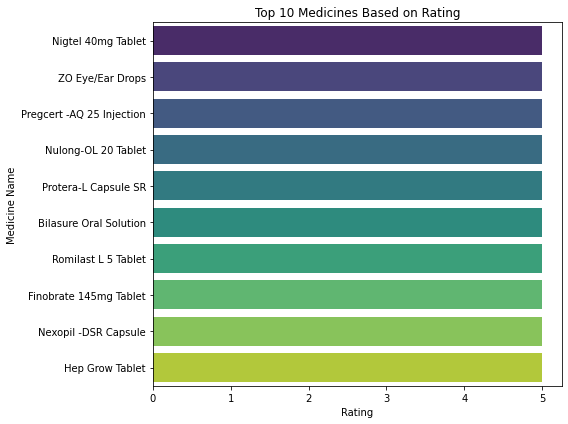 Top 10 Medicines Based on Rating
Nigtel 40mg Tablet
ZO Eye/Ear Drops
Pregcert -AQ 25 Injection
Nulong-OL 20 Tablet
Protera-L Capsule SR
Bilasure Oral Solution
Romilast L 5 Tablet
Finobrate 145mg Tablet
Nexopil -DSR Capsule
Hep Grow Tablet
Medicine Name
0 1 2 3 4 5
Rating